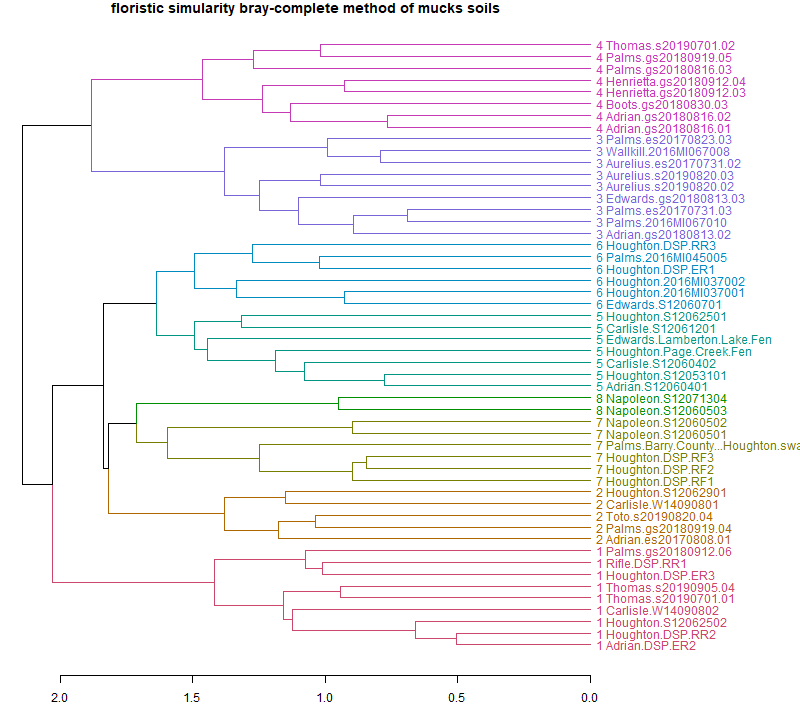 floristic simularity bray-complete method of mucks soils
4 Thomas.s20190701.02
4 Palms.gs20180919.05
4 Palms.gs20180816.03
4 Henrietta.gs20180912.04
4 Henrietta.gs20180912.03
4 Boots.gs20180830.03
4 Adrian.gs20180816.02
4 Adrian.gs20180816.01
3 Palms.es20170823.03
3 Wallkill.2016MI067008
3 Aurelius.es20170731.02
3 Aurelius.s20190820.03
3 Aurelius.s20190820.02
3 Edwards.gs20180813.03
3 Palms.es20170731.03
3 Palms.2016MI067010
3 Adrian.gs20180813.02
6 Houghton.DSP.RR3
6 Palms.2016MI045005
6 Houghton.DSP.ER1
6 Houghton.2016MI037002
6 Houghton.2016MI037001
6 Edwards.S12060701
5 Houghton.S12062501
5 Carlisle.S12061201
5 Edwards.Lamberton.Lake.Fen
5 Houghton.Page.Creek.Fen
5 Carlisle.S12060402
5 Houghton.S12053101
5 Adrian.S12060401
8 Napoleon.S12071304
8 Napoleon.S12060503
7 Napoleon.S12060502
7 Napoleon.S12060501
7 Palms.Barry.County...Houghton.swa
7 Houghton.DSP.RF3
7 Houghton.DSP.RF2
7 Houghton.DSP.RF1
2 Houghton.S12062901
2 Carlisle.W14090801
2 Toto.s20190820.04
2 Palms.gs20180919.04
2 Adrian.es20170808.01
1 Palms.gs20180912.06
1 Rifle.DSP.RR1
1 Houghton.DSP.ER3
1 Thomas.s20190905.04
1 Thomas.s20190701.01
1 Carlisle.W14090802
1 Houghton.S12062502
1 Houghton.DSP.RR2
1 Adrian.DSP.ER2
2.0 1.5 1.0 0.5 0.0